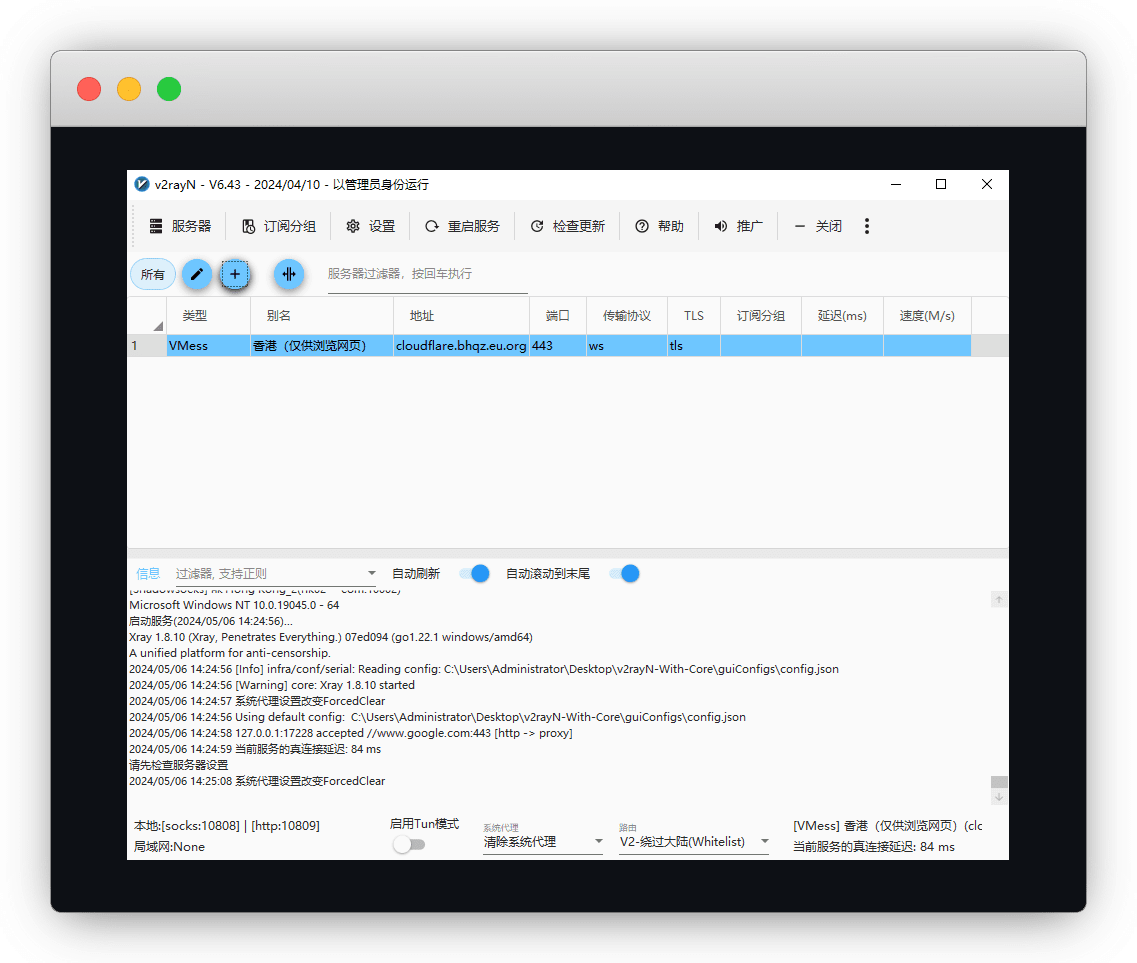 v2rayN - V6.43 - 2024/04/10 - 以管理员身份运行
服务器 订阅分组 设置 重启服务 检查更新 帮助 推广 关闭
所有 服务器过滤器，按回车执行
类型 别名 地址 端口 传输协议 TLS 订阅分组 延迟(ms) 速度(M/s)
1 VMess 香港（仅供浏览网页） cloudflare.bhqz.eu.org 443 ws tls
信息 过滤器, 支持正则 自动刷新 自动滚动到末尾
Microsoft Windows NT 10.0.19045.0 - 64
启动服务(2024/05/06 14:24:56)...
Xray 1.8.10 (Xray, Penetrates Everything.) 07ed094 (go1.22.1 windows/amd64)
A unified platform for anti-censorship.
2024/05/06 14:24:56 [Info] infra/conf/serial: Reading config: C:\Users\Administrator\Desktop\v2rayN-With-Core\guiConfigs\config.json
2024/05/06 14:24:56 [Warning] core: Xray 1.8.10 started
2024/05/06 14:24:57 系统代理设置改变ForcedClear
2024/05/06 14:24:56 Using default config:  C:\Users\Administrator\Desktop\v2rayN-With-Core\guiConfigs\config.json
2024/05/06 14:24:58 127.0.0.1:17228 accepted //www.google.com:443 [http -> proxy]
2024/05/06 14:24:59 当前服务的真连接延迟: 84 ms
请先检查服务器设置
2024/05/06 14:25:08 系统代理设置改变ForcedClear
本地:[socks:10808] | [http:10809] 启用Tun模式 系统代理 路由 [VMess] 香港（仅供浏览网页）(clc
局域网:None 清除系统代理 V2-绕过大陆(Whitelist) 当前服务的真连接延迟: 84 ms